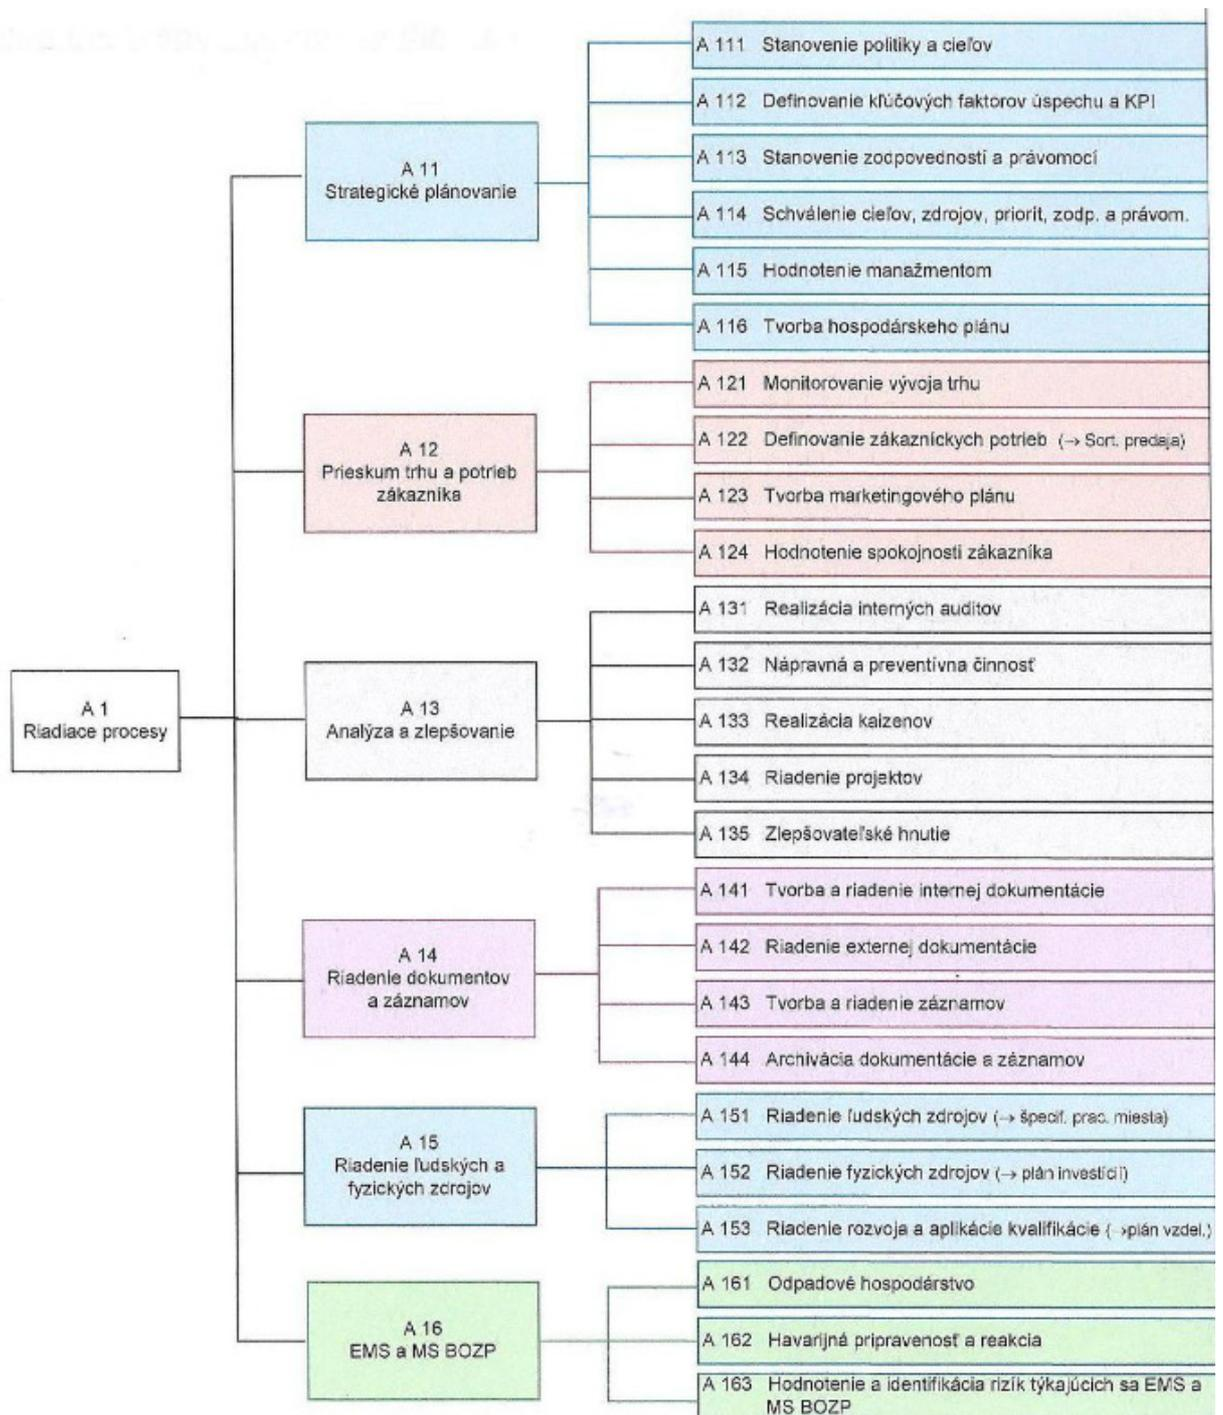 A 1
Riadiace procesy
A 11
Strategické plánovanie
A 111 Stanovenie politiky a cieľov
A 112 Definovanie kľúčových faktorov úspechu a KPI
A 113 Stanovenie zodpovedností a právomocí
A 114 Schválenie cieľov, zdrojov, priorít, zodp. a právom.
A 115 Hodnotenie manažmentom
A 116 Tvorba hospodárskeho plánu
A 12
Prieskum trhu a potrieb
zákazníka
A 121 Monitorovanie vývoja trhu
A 122 Definovanie zákazníckych potrieb (→ Sort. predaja)
A 123 Tvorba marketingového plánu
A 124 Hodnotenie spokojnosti zákazníka
A 13
Analýza a zlepšovanie
A 131 Realizácia interných auditov
A 132 Nápravná a preventívna činnosť
A 133 Realizácia kaizenov
A 134 Riadenie projektov
A 135 Zlepšovateľské hnutie
A 14
Riadenie dokumentov
a záznamov
A 141 Tvorba a riadenie internej dokumentácie
A 142 Riadenie externej dokumentácie
A 143 Tvorba a riadenie záznamov
A 144 Archivácia dokumentácie a záznamov
A 15
Riadenie ľudských a
fyzických zdrojov
A 151 Riadenie ľudských zdrojov (→ špecif. prac. miesta)
A 152 Riadenie fyzických zdrojov (→ plán investícií)
A 153 Riadenie rozvoja a aplikácie kvalifikácie (→plán vzdel.)
A 16
EMS a MS BOZP
A 161 Odpadové hospodárstvo
A 162 Havarijná pripravenosť a reakcia
A 163 Hodnotenie a identifikácia rizík týkajúcich sa EMS a
MS BOZP